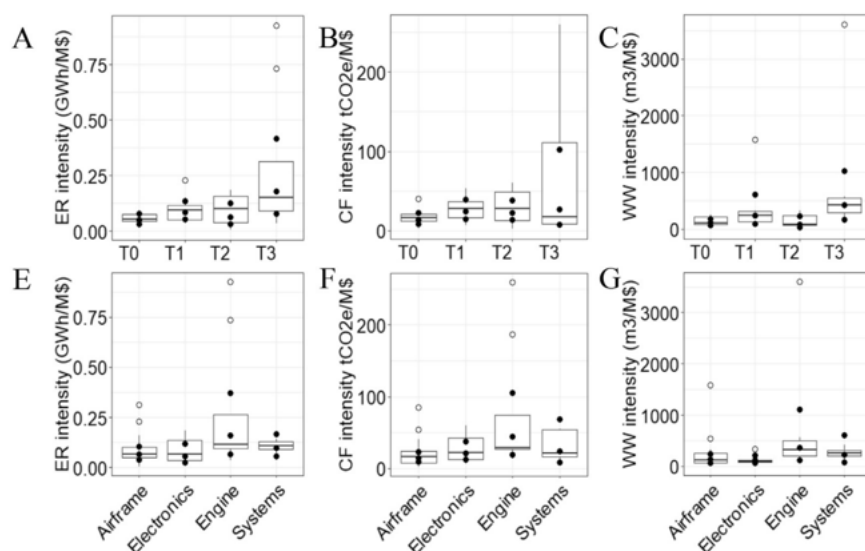 A
ER intensity (GWh/M$)
0.75
0.50
0.25
0.00
T0 T1 T2 T3
B
CF intensity tCO2e/M$)
200
100
0
T0 T1 T2 T3
C
WW intensity (m3/M$)
3000
2000
1000
0
T0 T1 T2 T3
E
ER intensity (GWh/M$)
0.75
0.50
0.25
0.00
Airframe
Electronics
Engine
Systems
F
CF intensity tCO2e/M$)
200
100
0
Airframe
Electronics
Engine
Systems
G
WW intensity (m3/M$)
3000
2000
1000
0
Airframe
Electronics
Engine
Systems